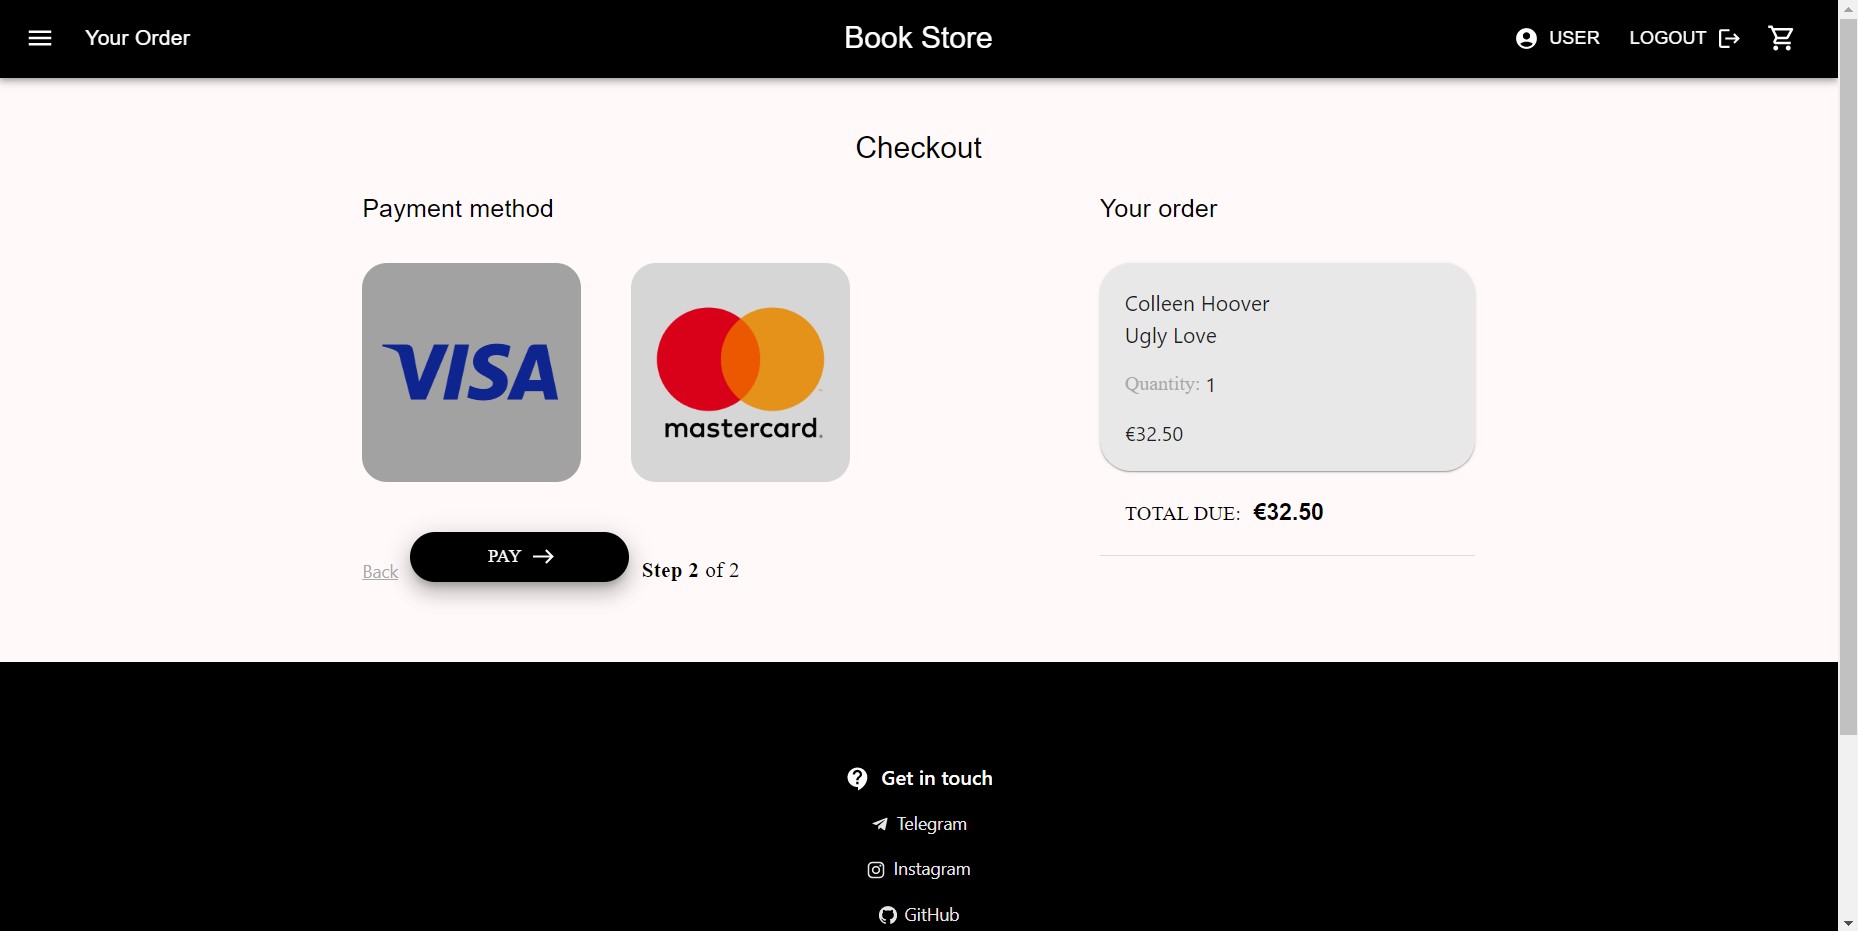 Your Order
Book Store
USER
LOGOUT
Checkout
Payment method
VISA
mastercard.
Back
PAY
Step 2 of 2
Your order
Colleen Hoover
Ugly Love
Quantity: 1
€32.50
TOTAL DUE: €32.50
Get in touch
Telegram
Instagram
GitHub